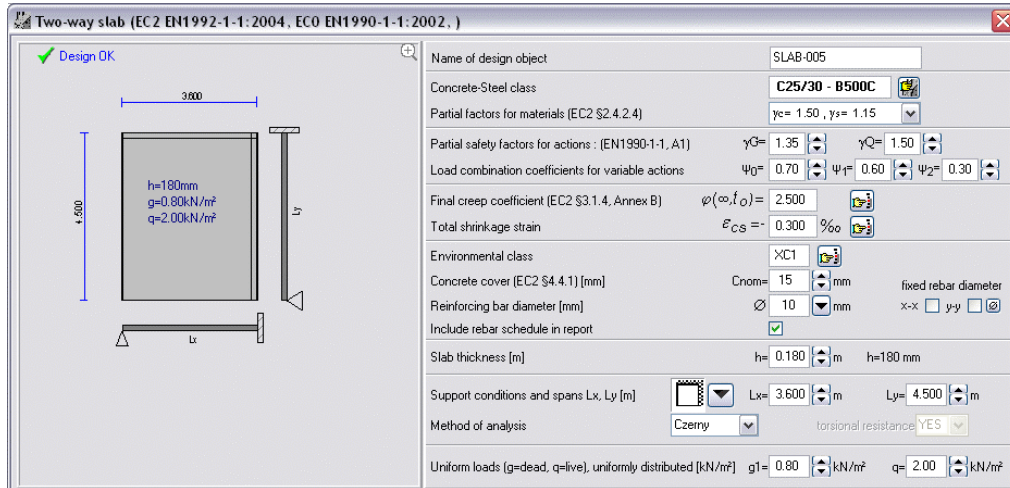 Two-way slab (EC2 EN1992-1-1:2004, EC0 EN1990-1-1:2002, )
Design OK
3.600
4.500
h=180mm
g=0.80kN/m²
q=2.00kN/m²
Ly
Lx
Name of design object SLAB-005
Concrete-Steel class C25/30 - B500C
Partial factors for materials (EC2 §2.4.2.4) γc= 1.50 , γs= 1.15
Partial safety factors for actions : (EN1990-1-1, A1) γG= 1.35 γQ= 1.50
Load combination coefficients for variable actions Ψ0= 0.70 Ψ1= 0.60 Ψ2= 0.30
Final creep coefficient (EC2 §3.1.4, Annex B) φ(∞,to)= 2.500
Total shrinkage strain εcs =- 0.300 ‰
Environmental class XC1
Concrete cover (EC2 §4.4.1) [mm] Cnom= 15 mm fixed rebar diameter
Reinforcing bar diameter [mm] Ø 10 mm x-x y-y Ø
Include rebar schedule in report
Slab thickness [m] h= 0.180 m h=180 mm
Support conditions and spans Lx, Ly [m] Lx= 3.600 m Ly= 4.500 m
Method of analysis Czerny torsional resistance YES
Uniform loads (g=dead, q=live), uniformly distributed [kN/m²] g1= 0.80 kN/m² q= 2.00 kN/m²